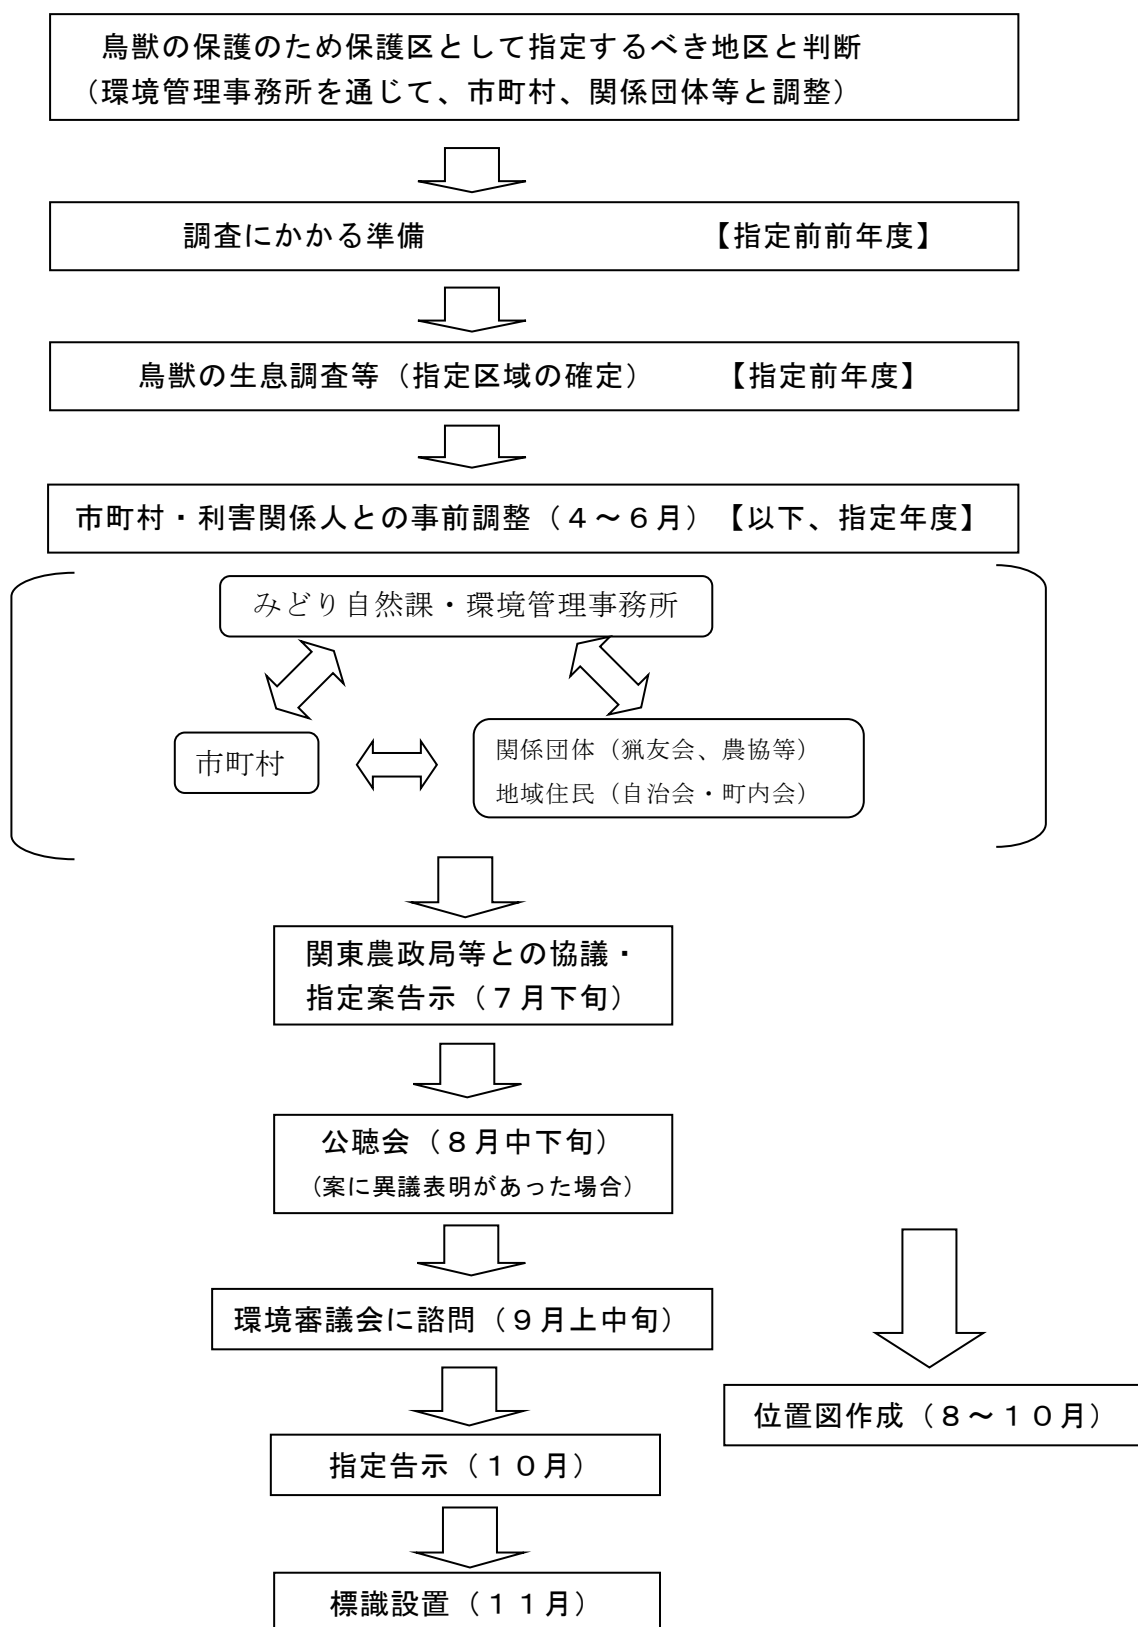 鳥獣の保護のため保護区として指定するべき地区と判断
（環境管理事務所を通じて、市町村、関係団体等と調整）
調査にかかる準備 【指定前前年度】
鳥獣の生息調査等（指定区域の確定） 【指定前年度】
市町村・利害関係人との事前調整（４～６月）【以下、指定年度】
みどり自然課・環境管理事務所
市町村
関係団体（猟友会、農協等）
地域住民（自治会・町内会）
関東農政局等との協議・
指定案告示（７月下旬）
公聴会（８月中下旬）
（案に異議表明があった場合）
環境審議会に諮問（９月上中旬）
位置図作成（８～１０月）
指定告示（１０月）
標識設置（１１月）